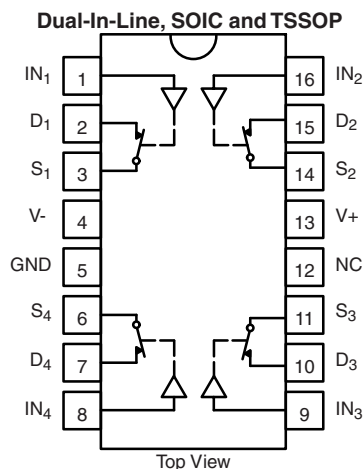 Dual-In-Line, SOIC and TSSOP
IN1 1 16 IN2
D1 2 15 D2
S1 3 14 S2
V- 4 13 V+
GND 5 12 NC
S4 6 11 S3
D4 7 10 D3
IN4 8 9 IN3
Top View